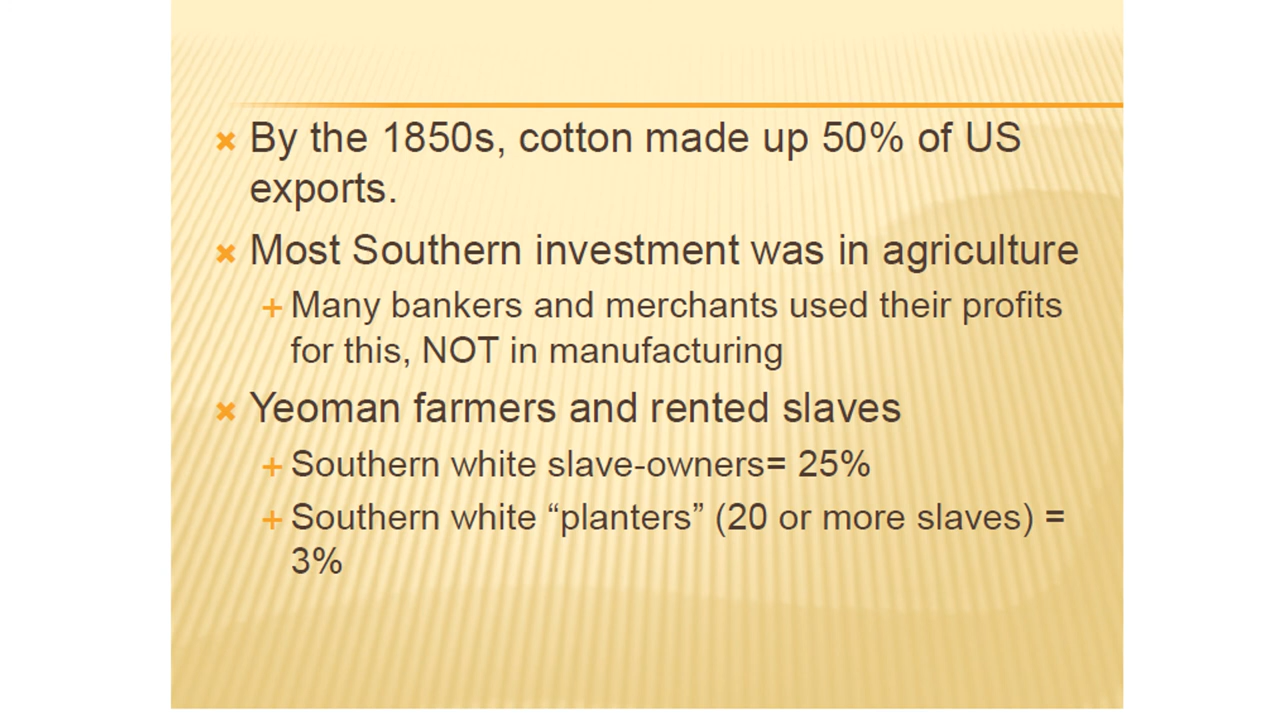 By the 1850s, cotton made up 50% of US
exports.
Most Southern investment was in agriculture
Many bankers and merchants used their profits
for this, NOT in manufacturing
Yeoman farmers and rented slaves
Southern white slave-owners= 25%
Southern white “planters” (20 or more slaves) =
3%